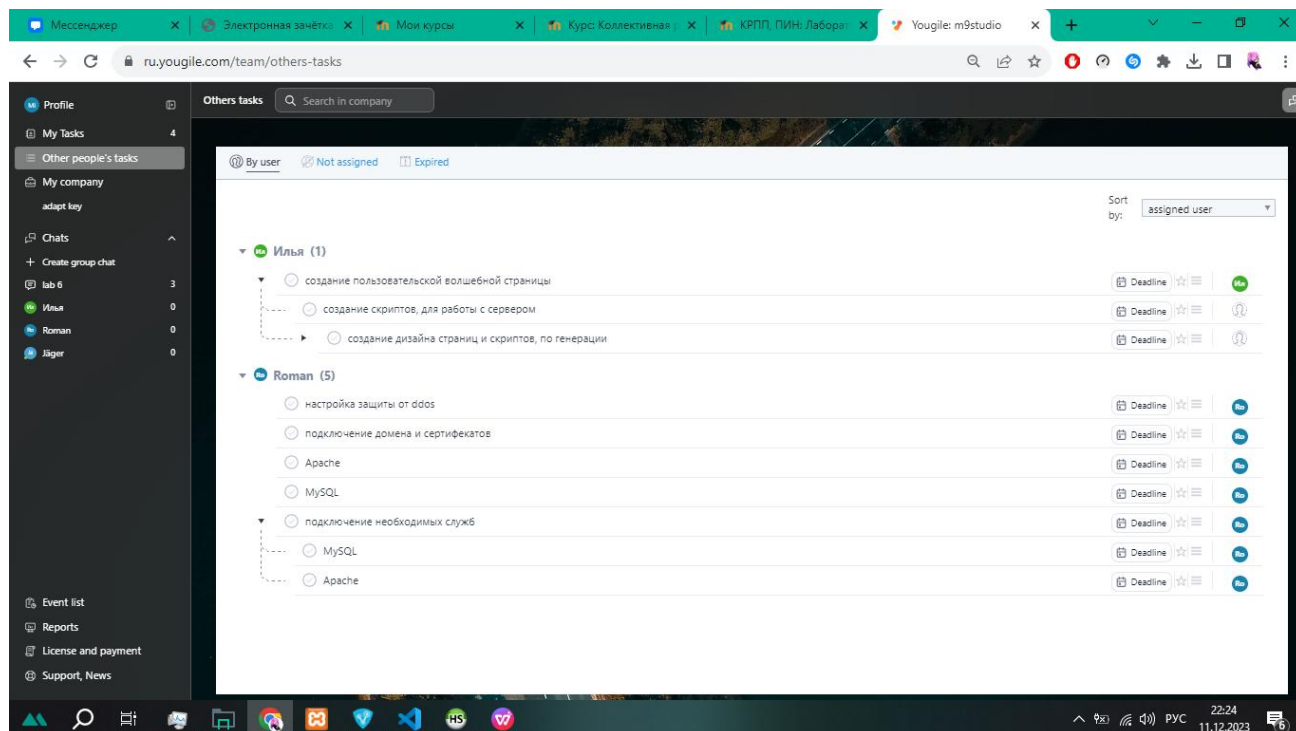 Мессенджер
Электронная зачётка
Мои курсы
Курс: Коллективная р
КРПП, ПИН: Лаборат
Yougile: m9studio
ru.yougile.com/team/others-tasks
Profile
Others tasks
Search in company
My Tasks 4
Other people's tasks
My company
adapt key
Chats
Create group chat
lab 6 3
Илья 0
Roman 0
Jäger 0
By user
Not assigned
Expired
Sort by:
assigned user
Илья (1)
создание пользовательской волшебной страницы Deadline
создание скриптов, для работы с сервером Deadline
создание дизайна страниц и скриптов, по генерации Deadline
Roman (5)
настройка защиты от ddos Deadline
подключение домена и сертифекатов Deadline
Apache Deadline
MySQL Deadline
подключение необходимых служб Deadline
MySQL Deadline
Apache Deadline
Event list
Reports
License and payment
Support, News
HS
РУС
22:24
11.12.2023
6